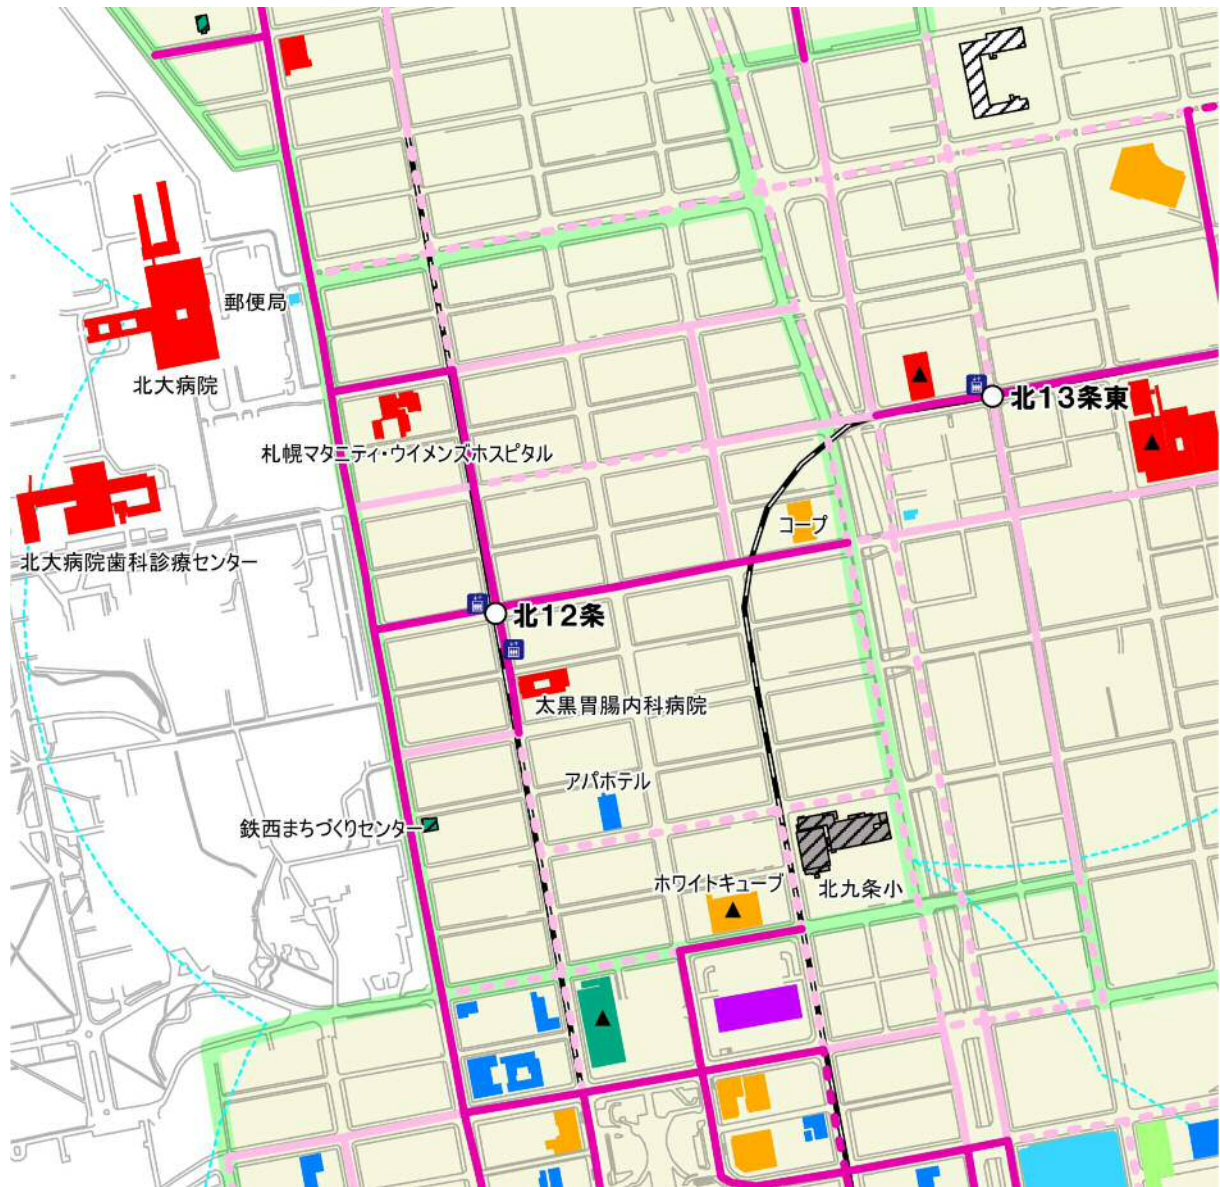 郵便局
北大病院
北13条東
札幌マタニティ・ウイメンズホスピタル
コープ
北大病院歯科診療センター
北12条
太黒胃腸内科病院
アパホテル
鉄西まちづくりセンター
ホワイトキューブ
北九条小